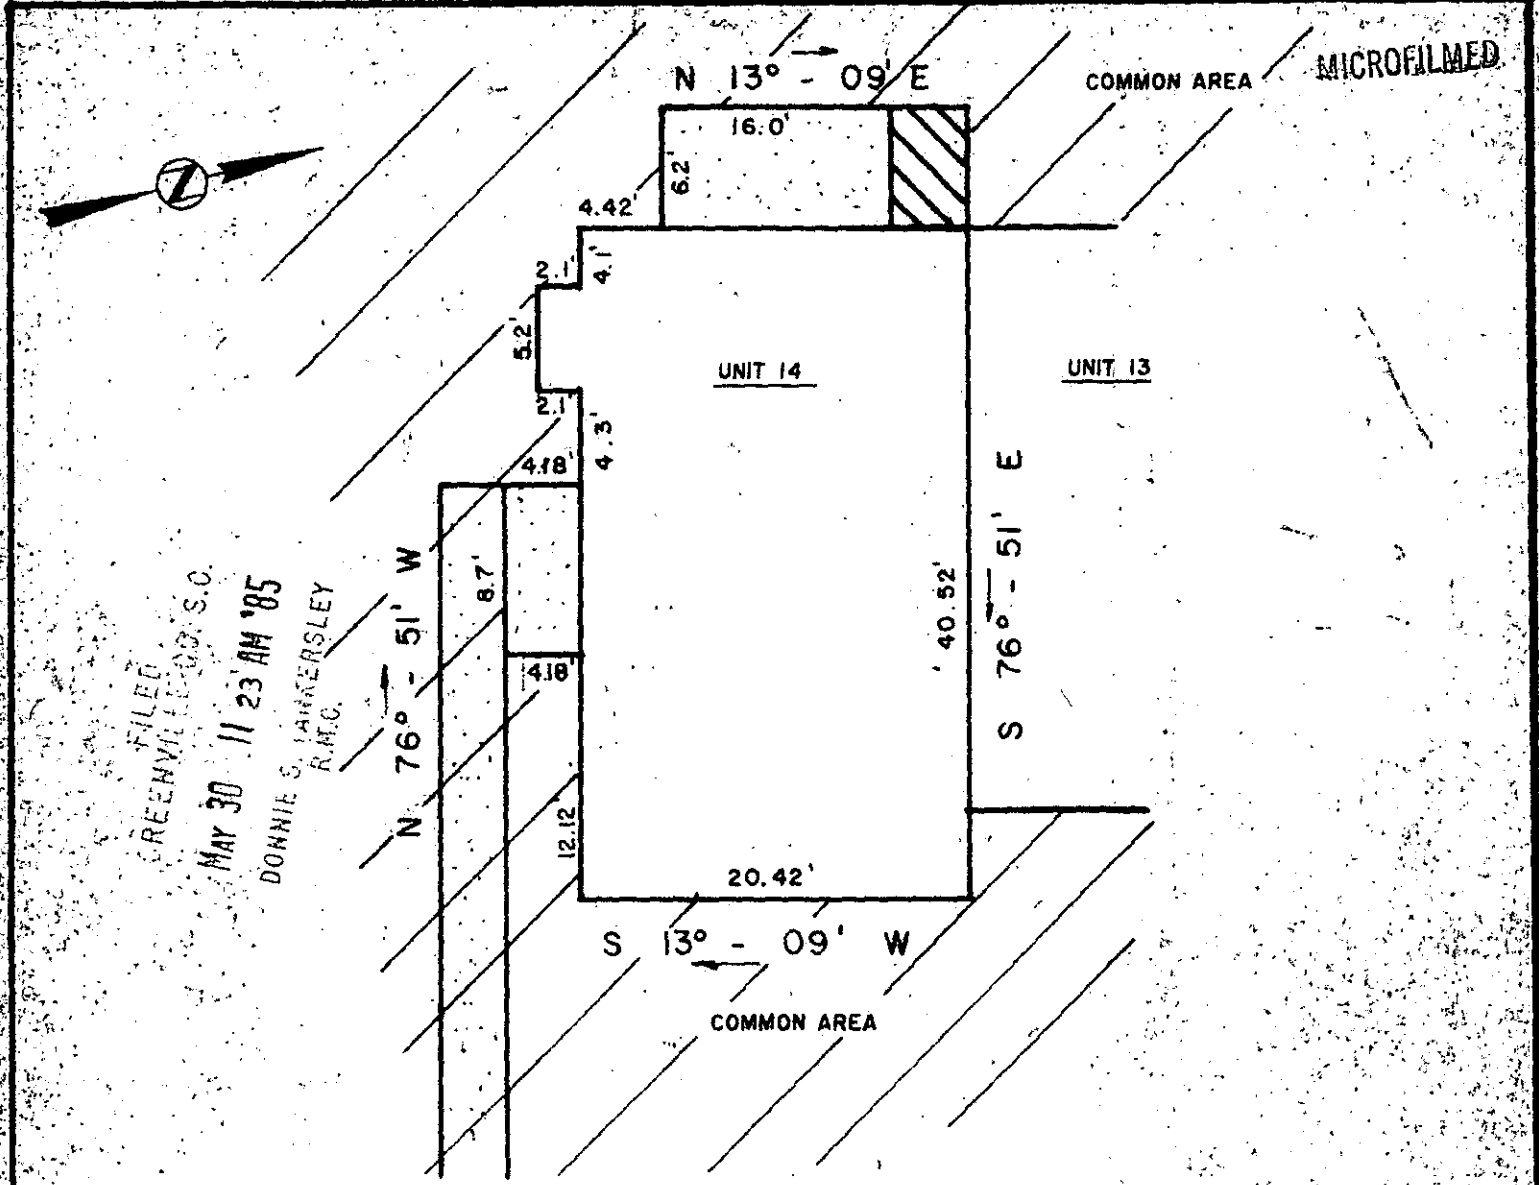 MICROFILMED
N 13° - 09' E
COMMON AREA
16.0'
6.2'
Z
4.42'
4.1'
2.1'
5.2'
UNIT 14
UNIT 13
2.1'
4.3'
4.18'
N 76° - 51' W
8.7'
40.52'
S 76° - 51' E
4.18'
12.12'
20.42'
S 13° - 09' W
COMMON AREA
FILED
GREENVILLE CO. S.C.
MAY 30 11 23 AM '85
DONNIE S. TANKERSLEY
R.M.C.